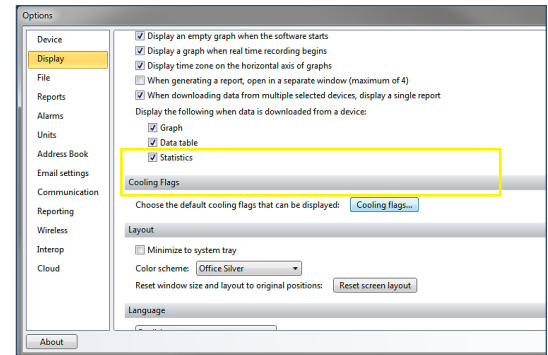 Options
Device
Display
File
Reports
Alarms
Units
Address Book
Email settings
Communication
Reporting
Wireless
Interop
Cloud
About
Display an empty graph when the software starts
Display a graph when real time recording begins
Display time zone on the horizontal axis of graphs
When generating a report, open in a separate window (maximum of 4)
When downloading data from multiple selected devices, display a single report
Display the following when data is downloaded from a device:
Graph
Data table
Statistics
Cooling Flags
Choose the default cooling flags that can be displayed: Cooling flags...
Layout
Minimize to system tray
Color scheme: Office Silver
Reset window size and layout to original positions: Reset screen layout
Language